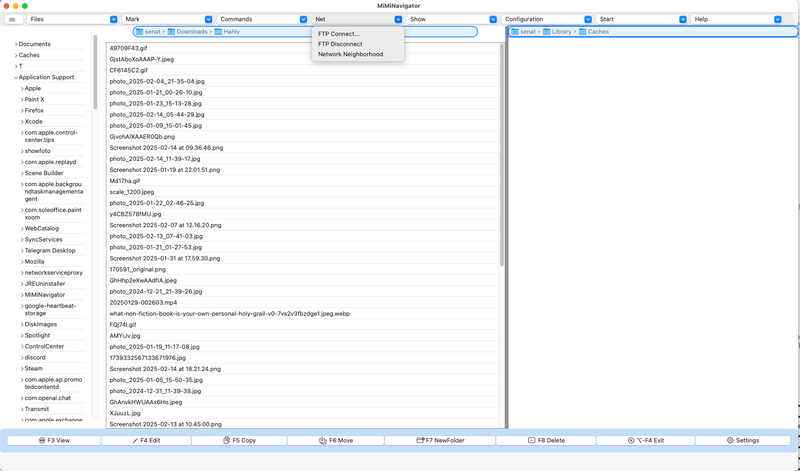 MiMiNavigator
Files Mark Commands Net Show Configuration Start Help
FTP Connect...
FTP Disconnect
Network Neighborhood
senat Downloads Hahly
senat Library Caches
Documents
Caches
T
Application Support
Apple
Paint X
Firefox
Xcode
com.apple.control-
center.tips
showfoto
com.apple.replayd
Scene Builder
com.apple.backgrou
ndtaskmanagement
agent
com.soleoffice.paint
xoom
WebCatalog
SyncServices
Telegram Desktop
Mozilla
networkserviceproxy
JREUninstaller
MiMiNavigator
google-heartbeat-
storage
DiskImages
Spotlight
ControlCenter
discord
Steam
com.apple.ap.promo
tedcontentd
com.openai.chat
Transmit
com.apple.exchange
49709F43.gif
GjstAboXoAAAP-Y.jpeg
CF6145C2.gif
photo_2025-02-04_21-35-04.jpg
photo_2025-01-21_00-26-10.jpg
photo_2025-01-23_15-13-28.jpg
photo_2025-02-14_05-44-29.jpg
photo_2025-01-09_15-01-45.jpg
GjvohAlXAAER0Qb.png
Screenshot 2025-02-14 at 09.36.46.png
photo_2025-02-14_11-39-17.jpg
Screenshot 2025-01-19 at 22.01.51.png
Md17ha.gif
scale_1200.jpeg
photo_2025-01-22_02-46-25.jpg
y4CBZ578fMU.jpg
Screenshot 2025-02-07 at 12.16.20.png
photo_2025-02-13_07-41-03.jpg
photo_2025-01-21_01-27-53.jpg
Screenshot 2025-01-31 at 17.59.30.png
170591_original.png
GhHhp2eXwAAdfIA.jpeg
photo_2024-12-21_21-39-26.jpg
20250129-002603.mp4
what-non-fiction-book-is-your-own-personal-holy-grail-v0-7vs2v3fbzdge1.jpeg.webp
FQj74l.gif
AMYiJv.jpg
photo_2025-01-19_11-17-08.jpg
1739332567133671976.jpg
Screenshot 2025-02-14 at 18.21.24.png
photo_2025-01-05_15-50-35.jpg
photo_2024-12-31_11-39-38.jpg
GhAnvkHWUAAx6Ho.jpeg
XJuuzL.jpg
Screenshot 2025-02-13 at 10.45.00.png
F3 View F4 Edit F5 Copy F6 Move F7 NewFolder F8 Delete ⌥-F4 Exit Settings